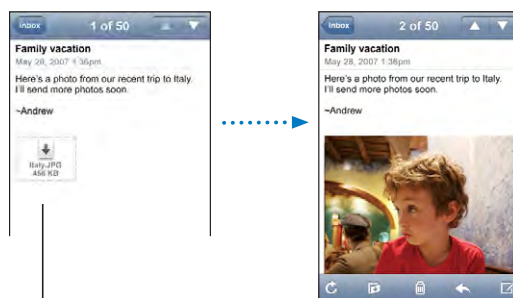 Inbox
1 of 50
Family vacation
May 28, 2007 1:36pm
Here's a photo from our recent trip to Italy.
I'll send more photos soon.
~Andrew
Italy.JPG
456 KB
Inbox
2 of 50
Family vacation
May 28, 2007 1:36pm
Here's a photo from our recent trip to Italy.
I'll send more photos soon.
~Andrew